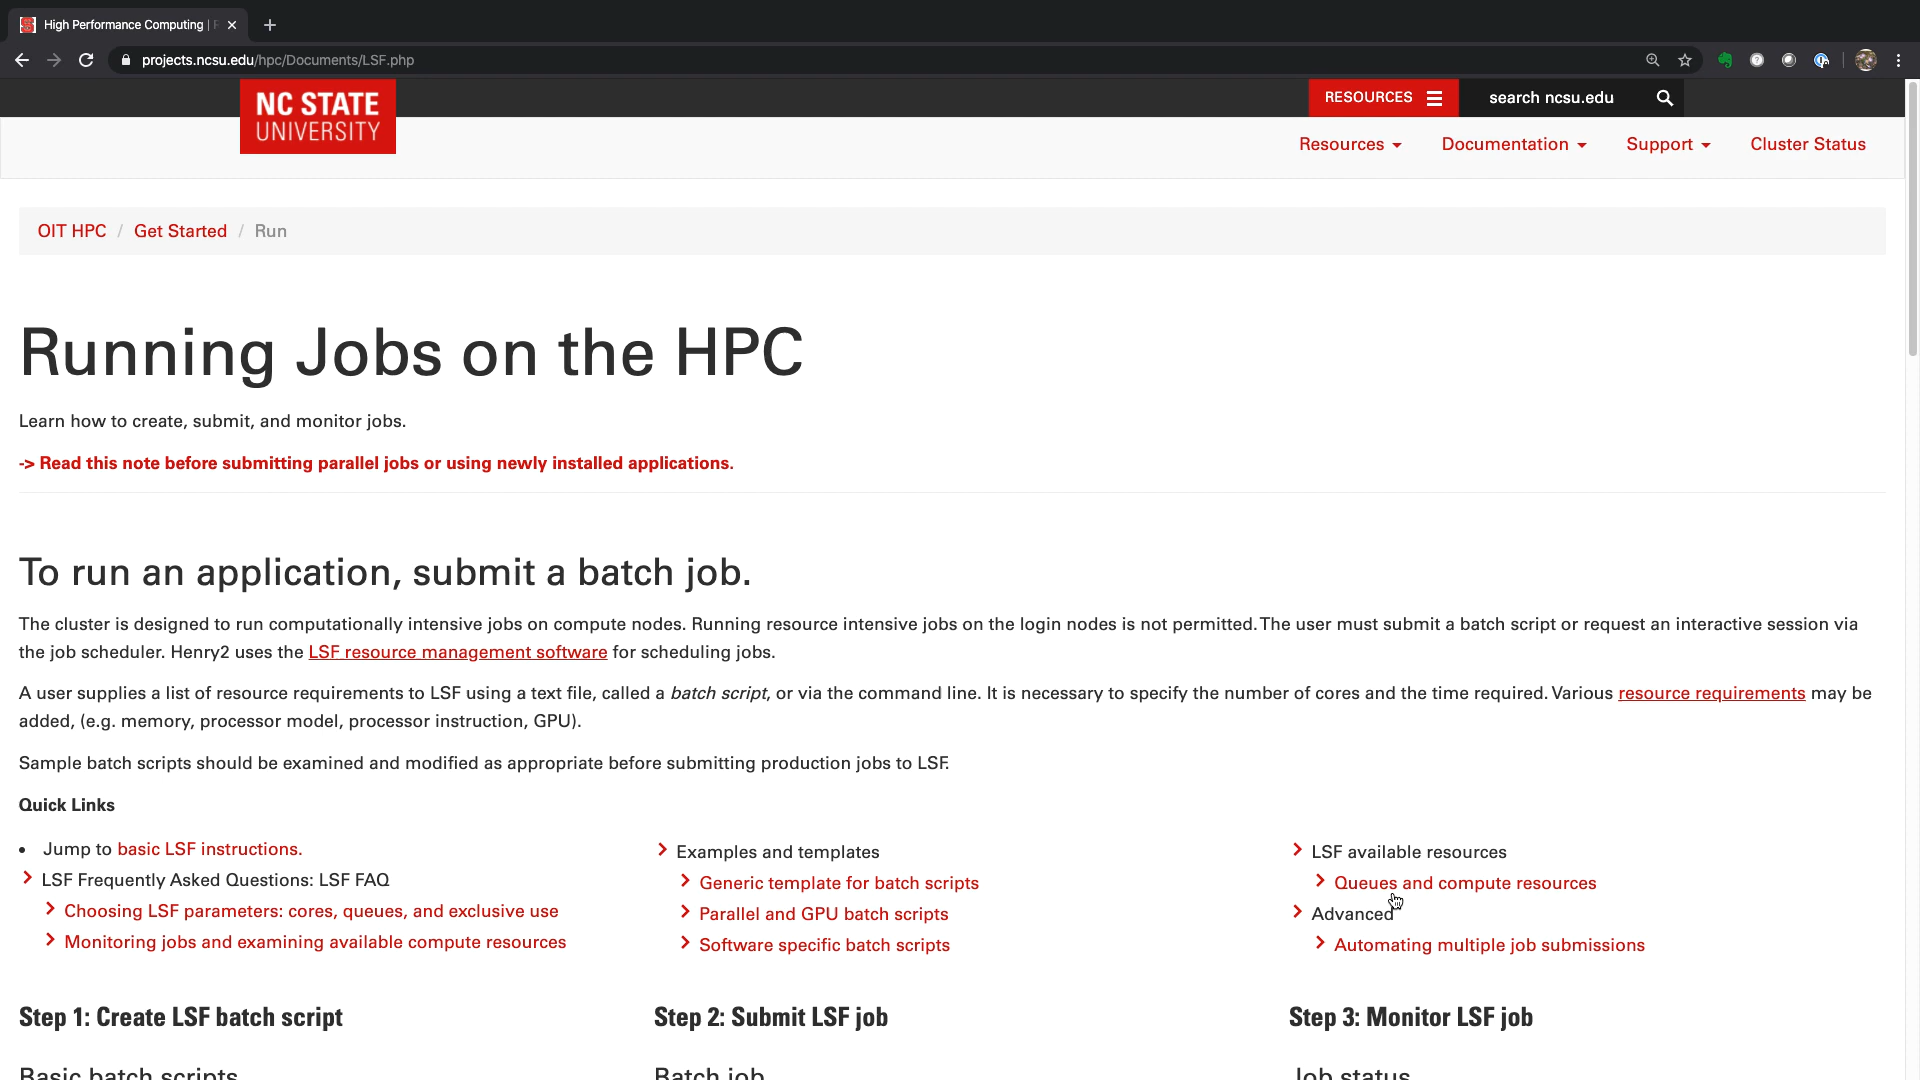 High Performance Computing |
projects.ncsu.edu/hpc/Documents/LSF.php
NC STATE
UNIVERSITY
RESOURCES
search ncsu.edu
Resources
Documentation
Support
Cluster Status
OIT HPC / Get Started / Run
Running Jobs on the HPC
Learn how to create, submit, and monitor jobs.
-> Read this note before submitting parallel jobs or using newly installed applications.
To run an application, submit a batch job.
The cluster is designed to run computationally intensive jobs on compute nodes. Running resource intensive jobs on the login nodes is not permitted. The user must submit a batch script or request an interactive session via
the job scheduler. Henry2 uses the LSF resource management software for scheduling jobs.
A user supplies a list of resource requirements to LSF using a text file, called a batch script, or via the command line. It is necessary to specify the number of cores and the time required. Various resource requirements may be
added, (e.g. memory, processor model, processor instruction, GPU).
Sample batch scripts should be examined and modified as appropriate before submitting production jobs to LSF.
Quick Links
Jump to basic LSF instructions.
LSF Frequently Asked Questions: LSF FAQ
Choosing LSF parameters: cores, queues, and exclusive use
Monitoring jobs and examining available compute resources
Examples and templates
Generic template for batch scripts
Parallel and GPU batch scripts
Software specific batch scripts
LSF available resources
Queues and compute resources
Advanced
Automating multiple job submissions
Step 1: Create LSF batch script
Step 2: Submit LSF job
Step 3: Monitor LSF job
Basic batch scripts
Batch job
Job status